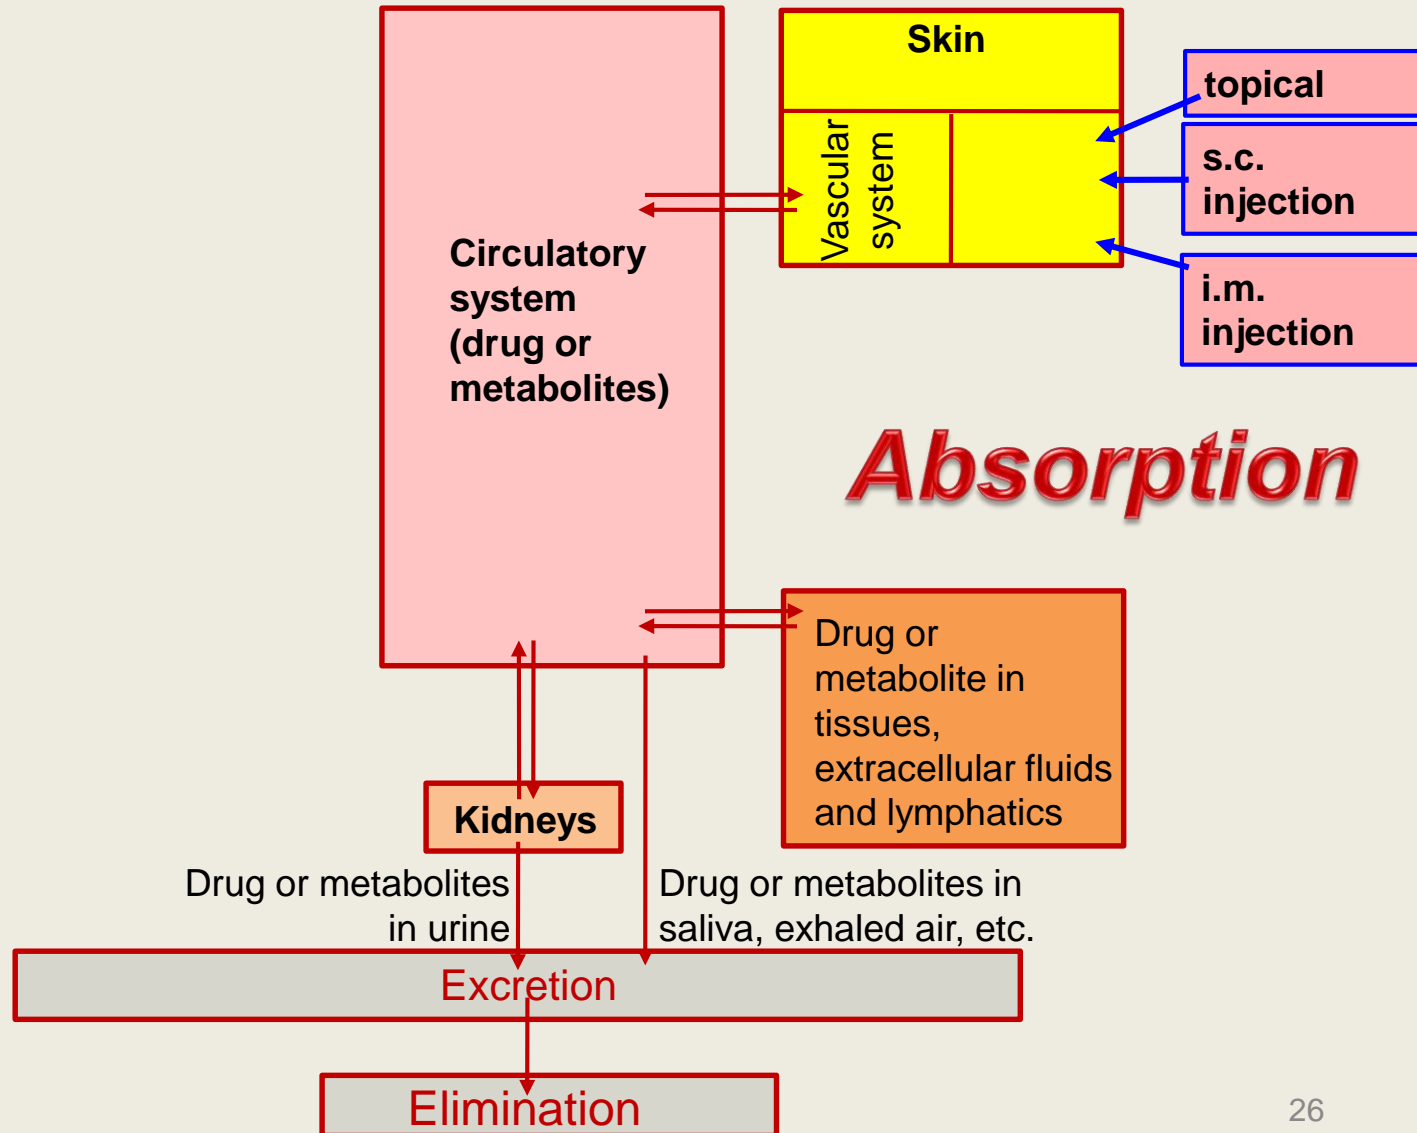 Skin
Vascular
system
topical
s.c.
injection
i.m.
injection
Circulatory
system
(drug or
metabolites)
Absorption
Drug or
metabolite in
tissues,
extracellular fluids
and lymphatics
Kidneys
Drug or metabolites
in urine
Drug or metabolites in
saliva, exhaled air, etc.
Excretion
Elimination
26